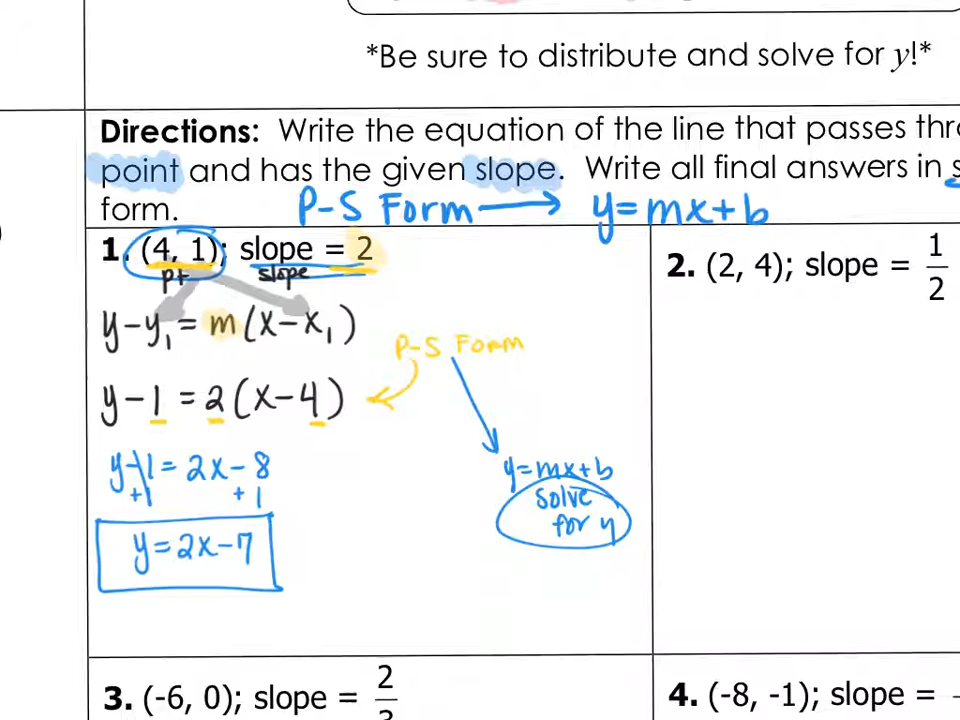 *Be sure to distribute and solve for y!*
Directions: Write the equation of the line that passes
point and has the given slope. Write all final answers in
form. P-S Form → y=mx+b
1. (4, 1); slope = 2
pt slope
y-y₁ = m(x-x₁)
P-S Form
y-1 = 2(x-4)
y-1 = 2x-8
+1 +1
y=mx+b
solve
for y
y=2x-7
2. (2, 4); slope = 1/2
3. (-6, 0); slope =
4. (-8, -1); slope =